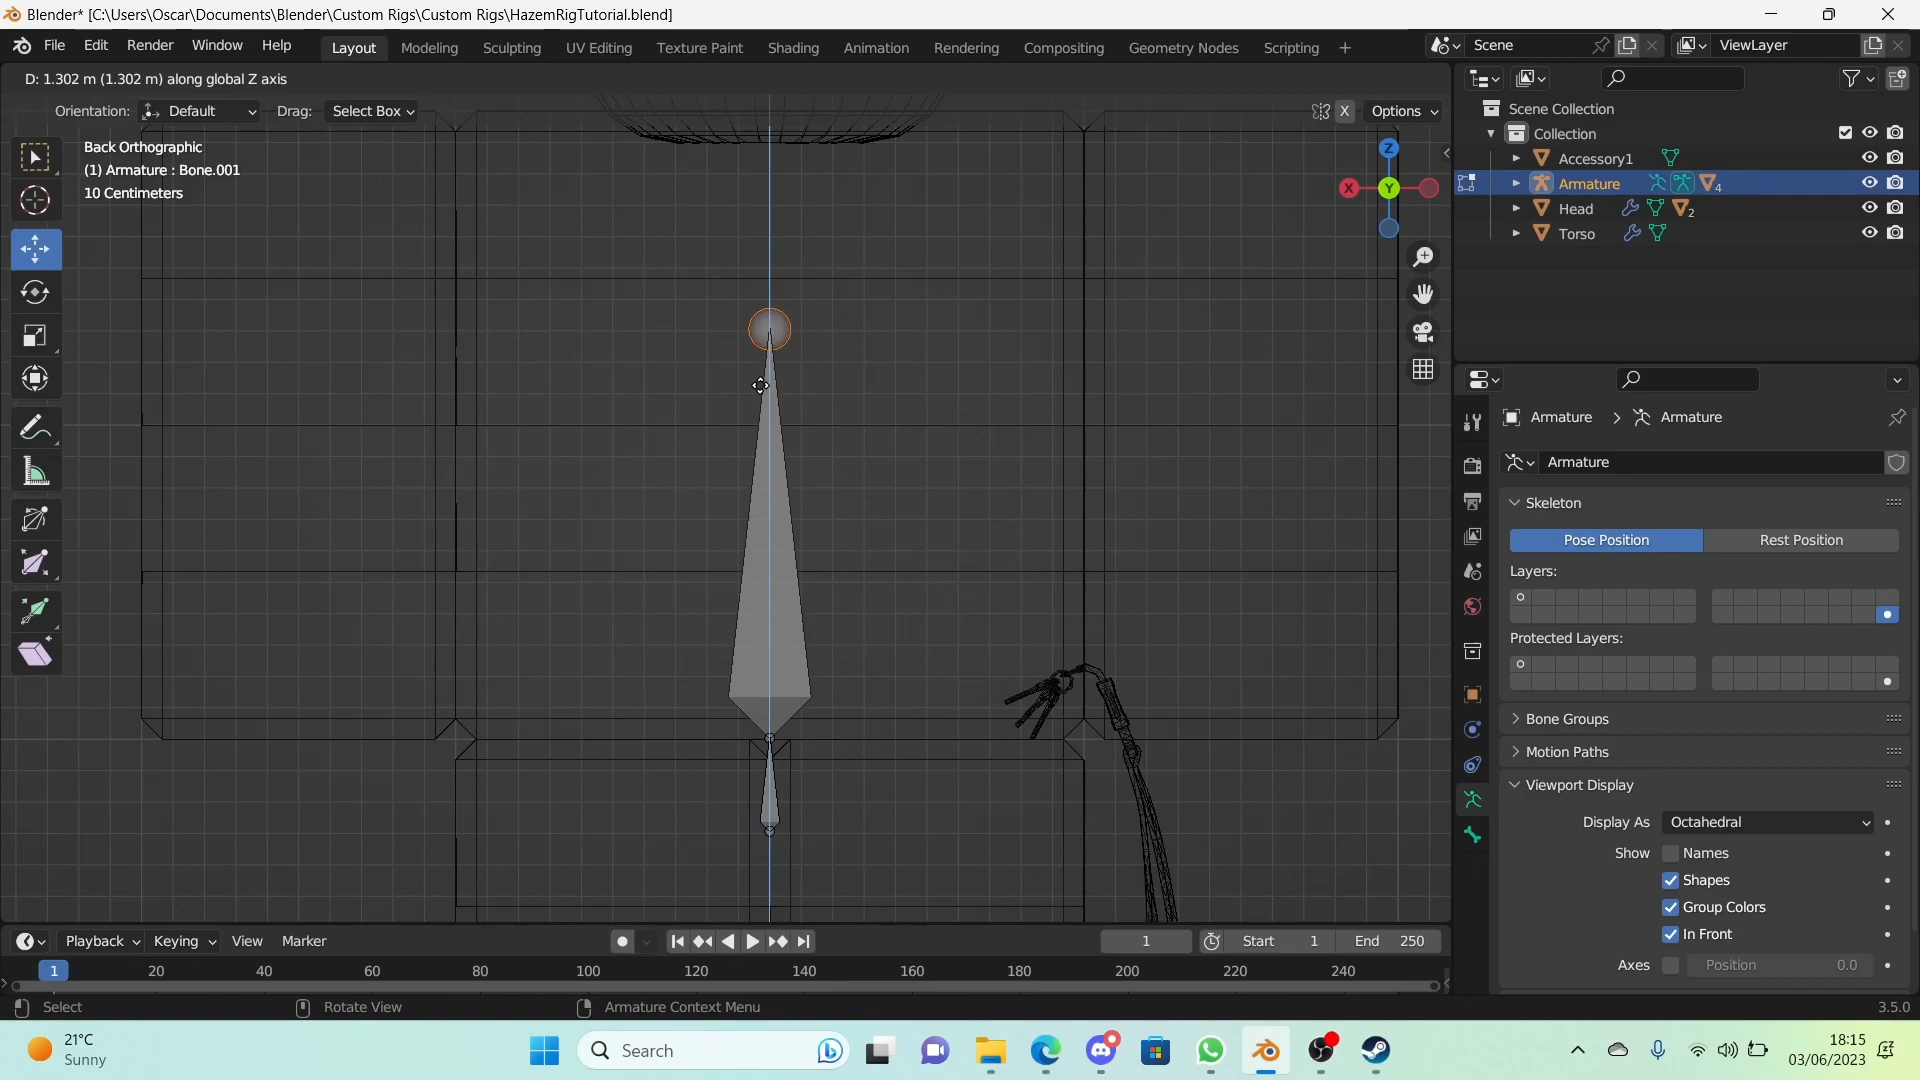 Blender* [C:\Users\Oscar\Documents\Blender\Custom Rigs\Custom Rigs\HazemRigTutorial.blend]
File Edit Render Window Help Layout Modeling Sculpting UV Editing Texture Paint Shading Animation Rendering Compositing Geometry Nodes Scripting + Scene ViewLayer
D: 1.302 m (1.302 m) along global Z axis
Orientation: Default Drag: Select Box X Options
Back Orthographic
(1) Armature : Bone.001
10 Centimeters
Z
X Y
Scene Collection
Collection
Accessory1
Armature 4
Head 2
Torso
Armature > Armature
Armature
Skeleton
Pose Position Rest Position
Layers:
Protected Layers:
Bone Groups
Motion Paths
Viewport Display
Display As Octahedral
Show Names
Shapes
Group Colors
In Front
Axes Position 0.0
Playback Keying View Marker 1 Start 1 End 250
1 20 40 60 80 100 120 140 160 180 200 220 240
Select Rotate View Armature Context Menu 3.5.0
21°C
Sunny
Search
18:15
03/06/2023